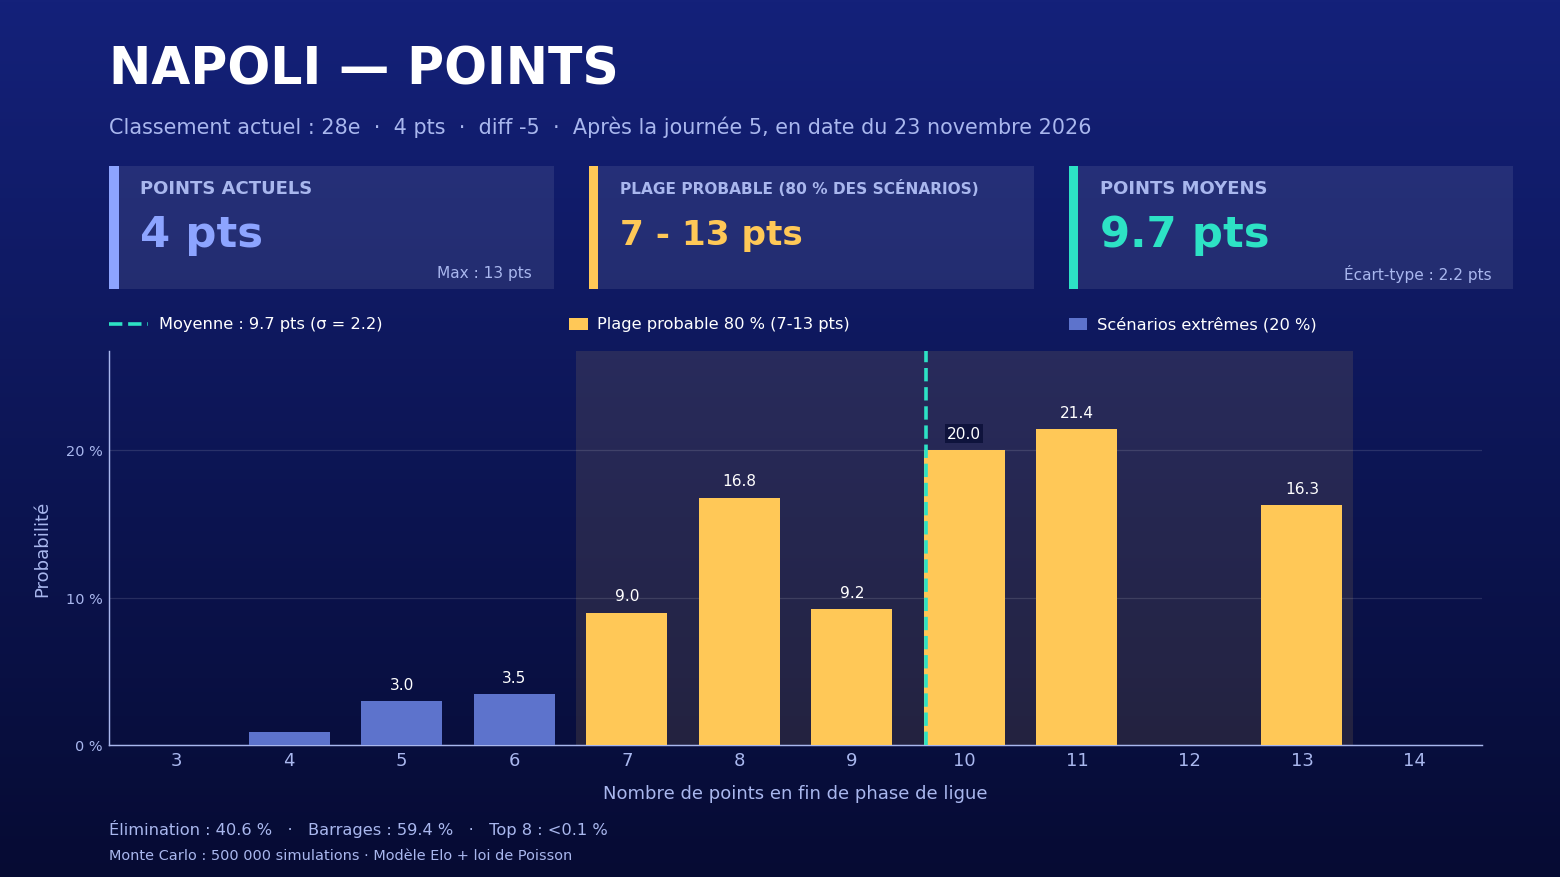 NAPOLI — POINTS
Classement actuel : 28e · 4 pts · diff -5 · Après la journée 5, en date du 23 novembre 2026
POINTS ACTUELS
4 pts
Max : 13 pts
PLAGE PROBABLE (80 % DES SCÉNARIOS)
7 - 13 pts
POINTS MOYENS
9.7 pts
Écart-type : 2.2 pts
Moyenne : 9.7 pts (σ = 2.2)
Plage probable 80 % (7-13 pts)
Scénarios extrêmes (20 %)
Probabilité
20 %
10 %
0 %
3.0
3.5
9.0
16.8
9.2
20.0
21.4
16.3
3 4 5 6 7 8 9 10 11 12 13 14
Nombre de points en fin de phase de ligue
Élimination : 40.6 % · Barrages : 59.4 % · Top 8 : <0.1 %
Monte Carlo : 500 000 simulations · Modèle Elo + loi de Poisson